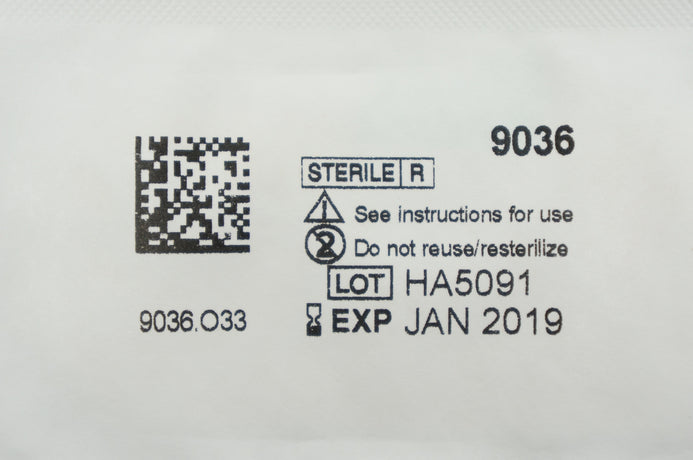 9036
STERILE R
See instructions for use
Do not reuse/resterilize
LOT HA5091
EXP JAN 2019
9036.O33